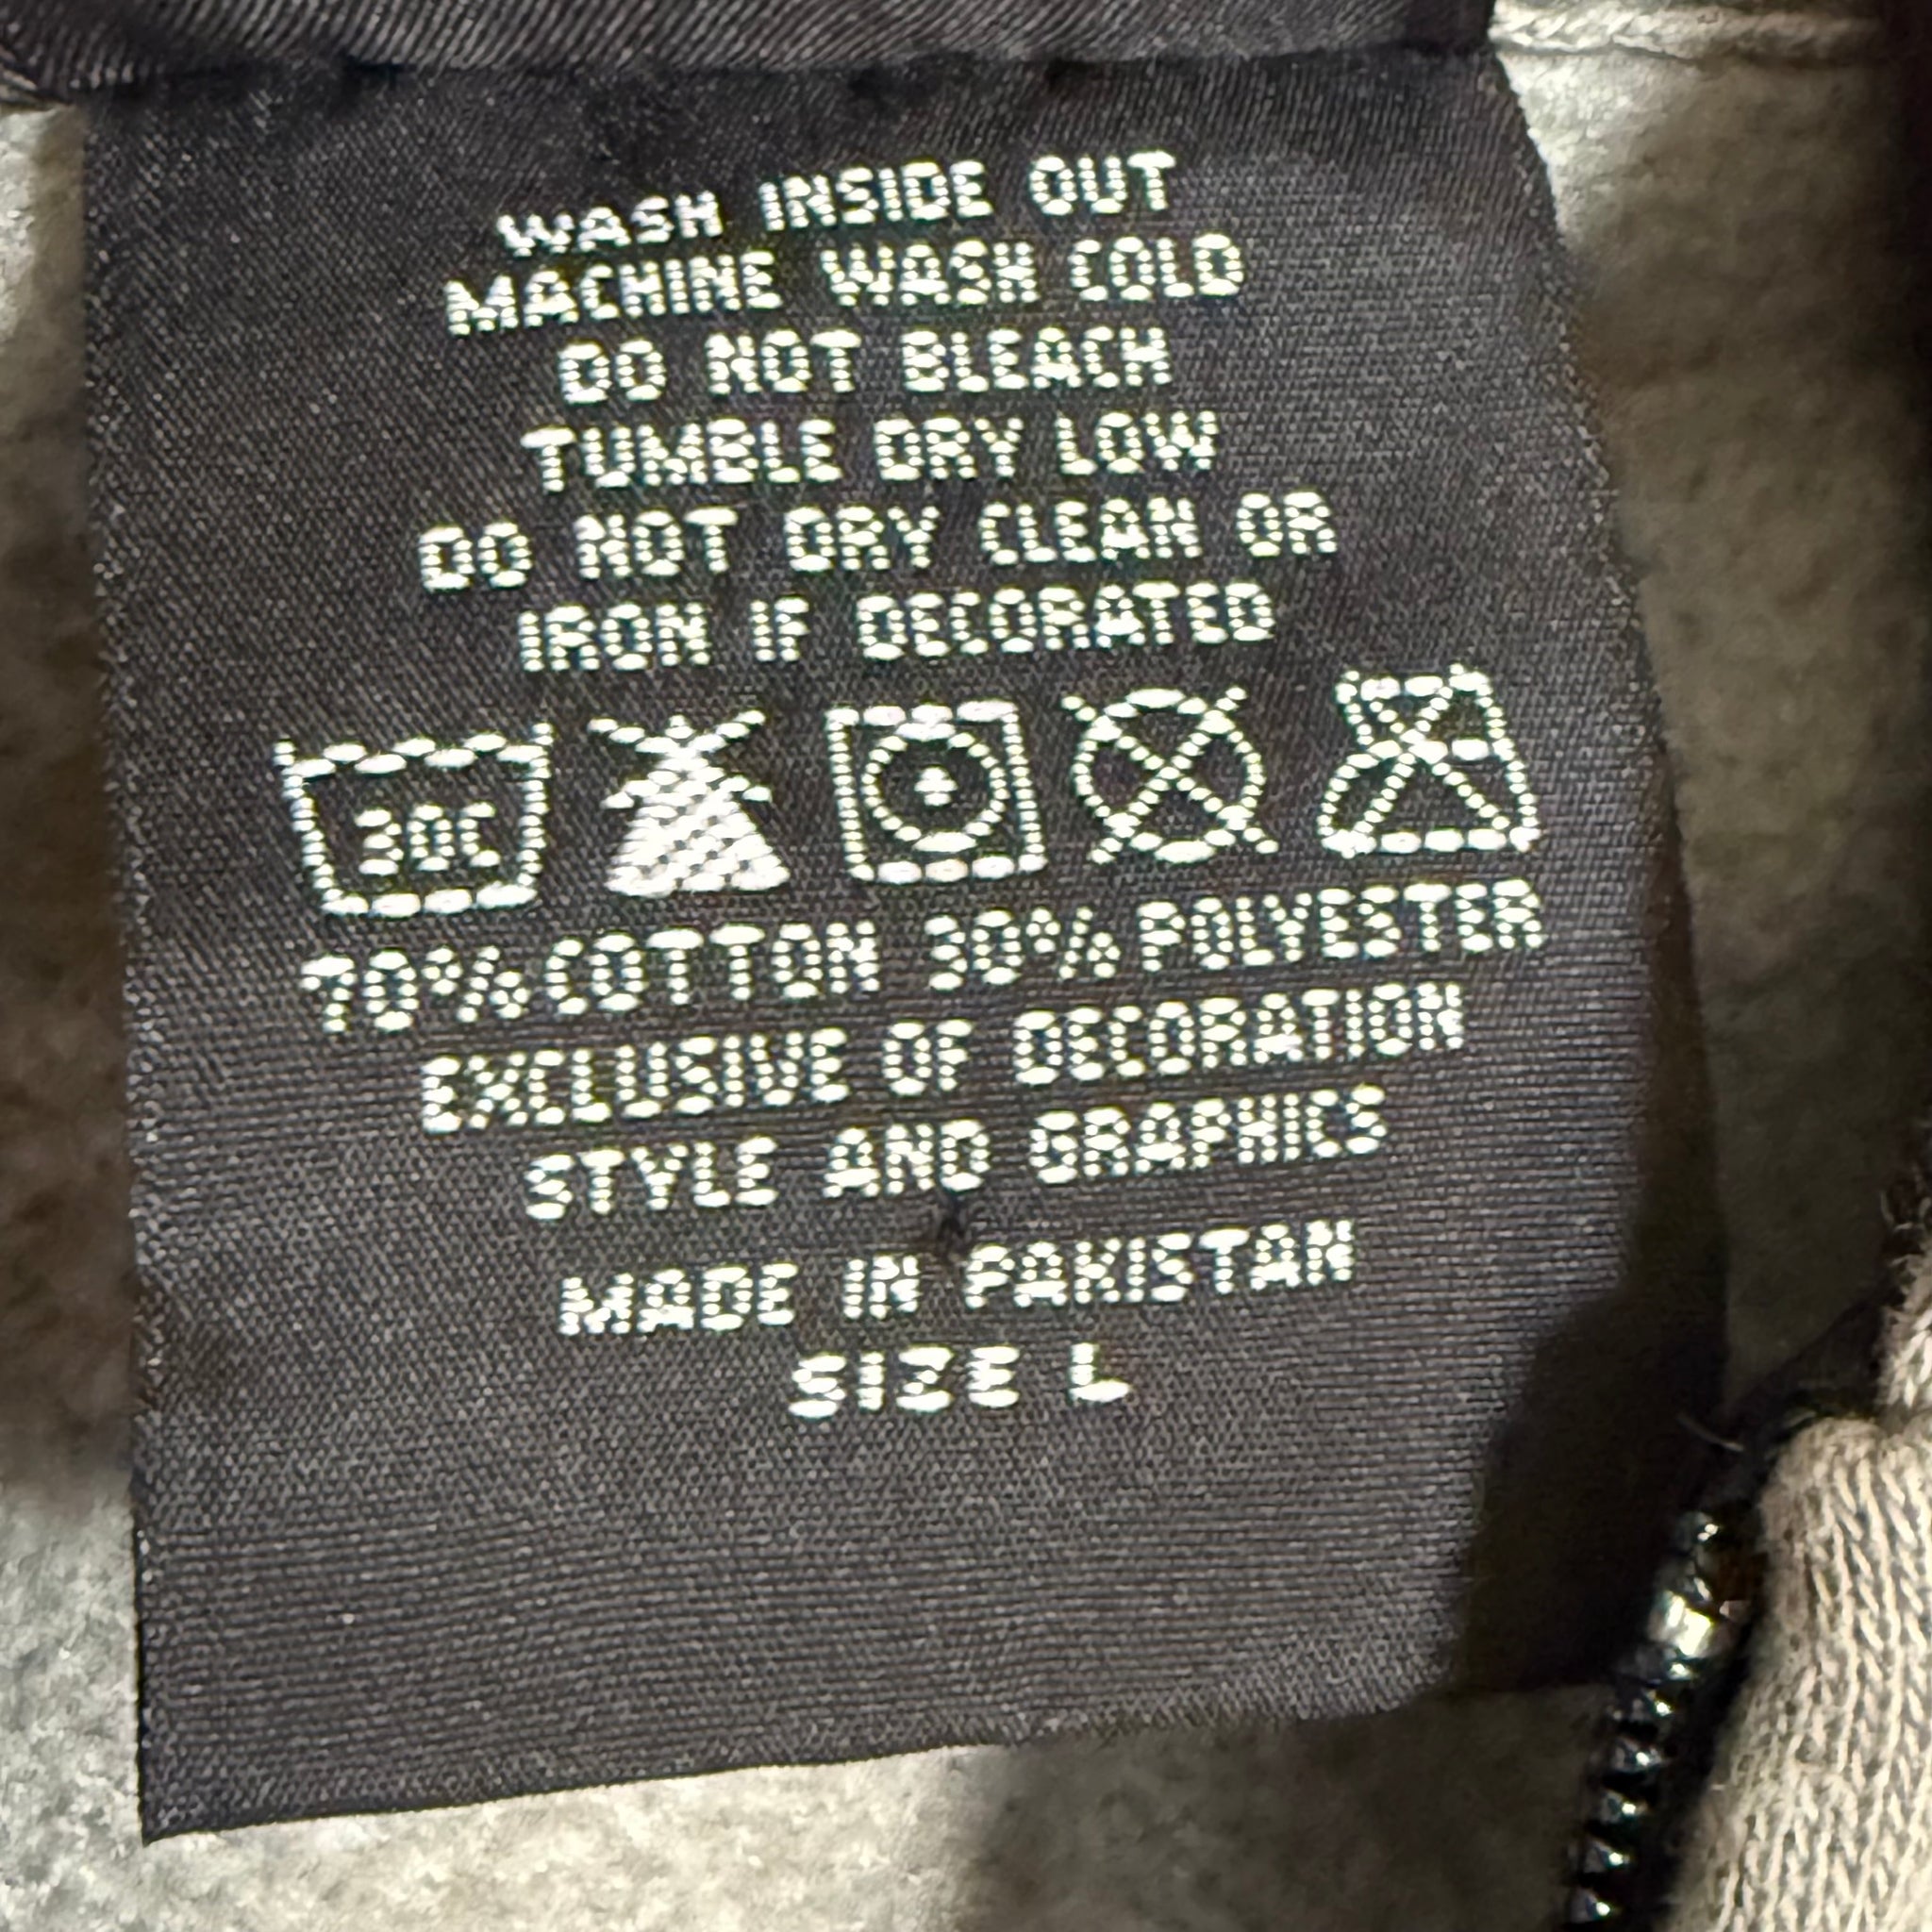 WASH INSIDE OUT
MACHINE WASH COLD
DO NOT BLEACH
TUMBLE DRY LOW
DO NOT DRY CLEAN OR
IRON IF DECORATED
30C
70% COTTON 30% POLYESTER
EXCLUSIVE OF DECORATION
STYLE AND GRAPHICS
MADE IN PAKISTAN
SIZE L